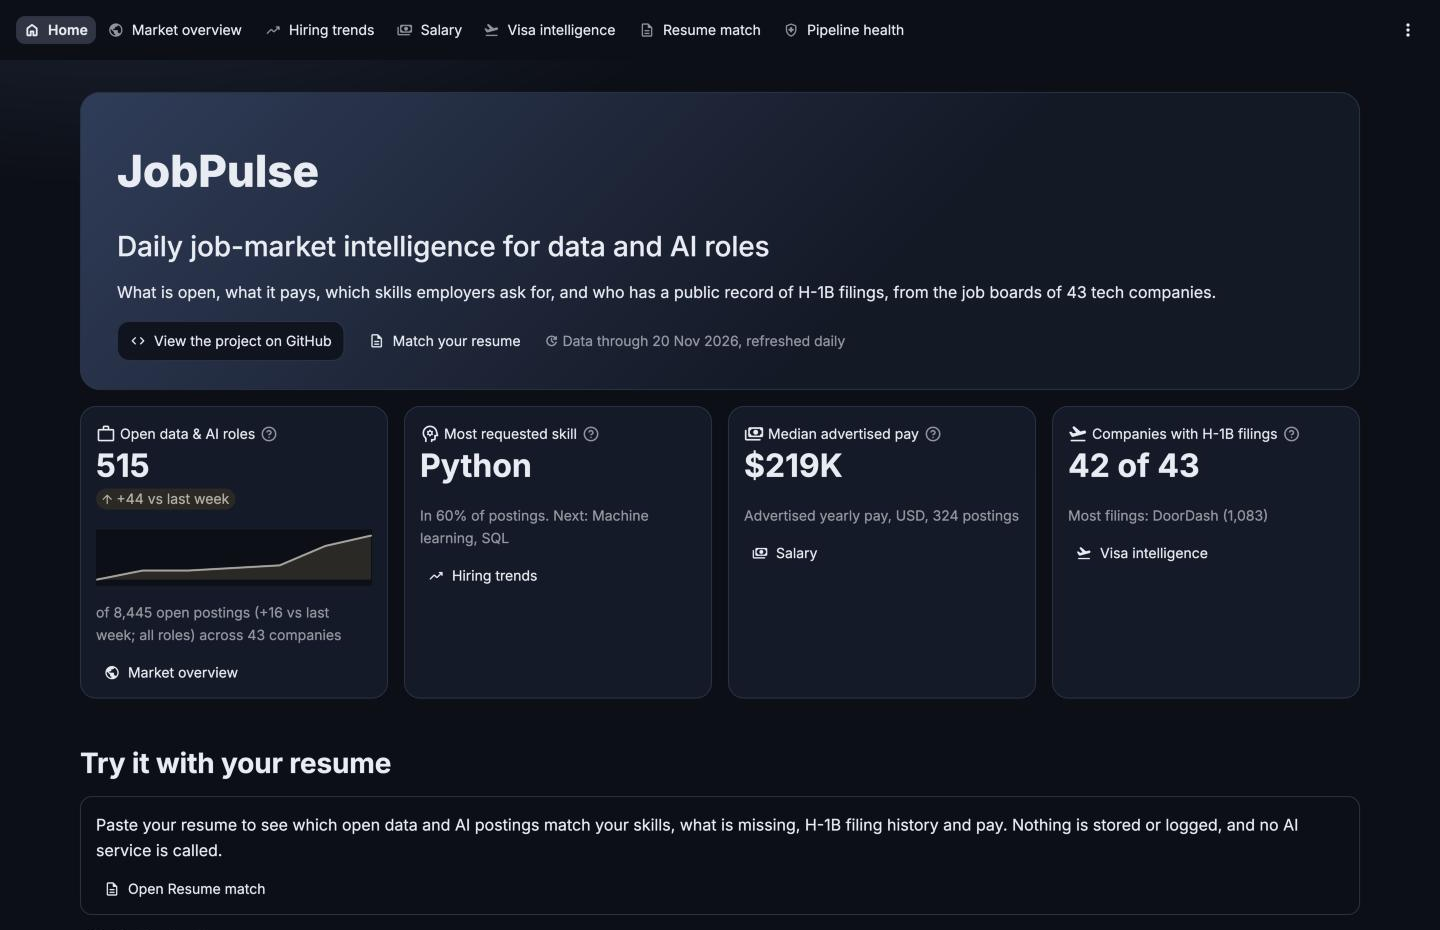 Home
Market overview
Hiring trends
Salary
Visa intelligence
Resume match
Pipeline health
JobPulse
Daily job-market intelligence for data and AI roles
What is open, what it pays, which skills employers ask for, and who has a public record of H-1B filings, from the job boards of 43 tech companies.
View the project on GitHub
Match your resume
Data through 20 Nov 2026, refreshed daily
Open data & AI roles
515
+44 vs last week
of 8,445 open postings (+16 vs last
week; all roles) across 43 companies
Market overview
Most requested skill
Python
In 60% of postings. Next: Machine
learning, SQL
Hiring trends
Median advertised pay
$219K
Advertised yearly pay, USD, 324 postings
Salary
Companies with H-1B filings
42 of 43
Most filings: DoorDash (1,083)
Visa intelligence
Try it with your resume
Paste your resume to see which open data and AI postings match your skills, what is missing, H-1B filing history and pay. Nothing is stored or logged, and no AI
service is called.
Open Resume match